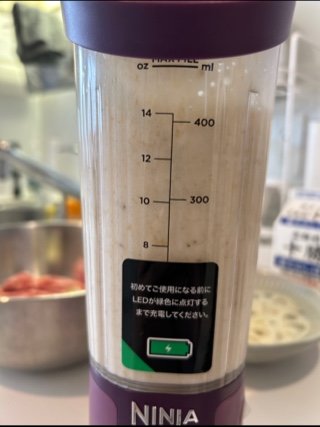 MAX FILL
oz ml
14
400
12
10
300
8
初めてご使用になる前に
LEDが緑色に点灯する
まで充電してください。
NINJA